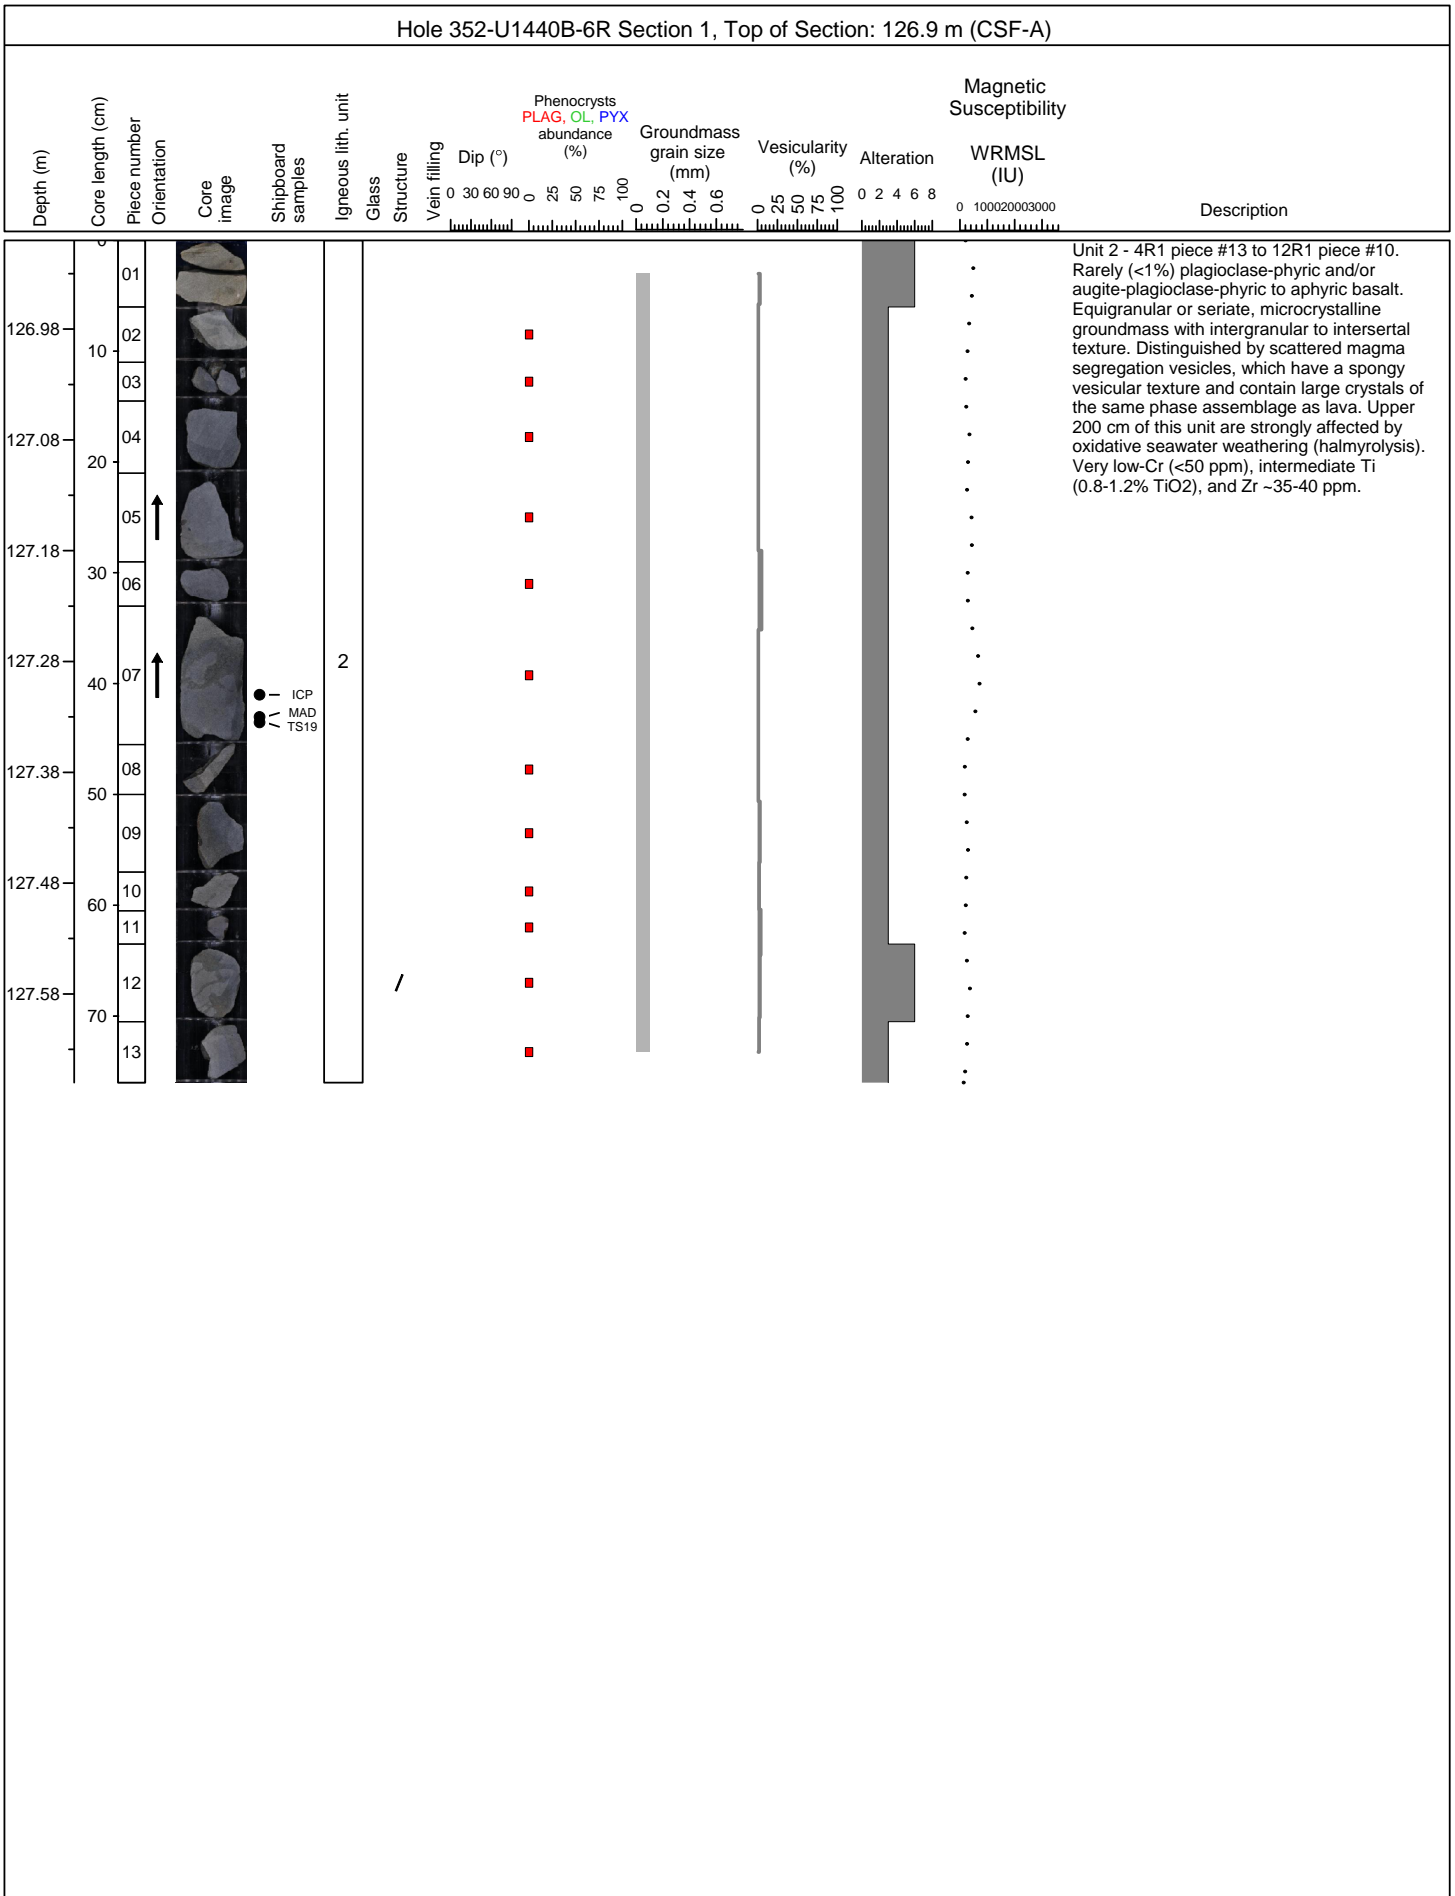 Hole 352-U1440B-6R Section 1, Top of Section: 126.9 m (CSF-A)
Depth (m)
Core length (cm)
Piece number
Orientation
Core
image
Shipboard
samples
Igneous lith. unit
Glass
Structure
Vein filling
Dip (°)
0 30 60 90
Phenocrysts
PLAG, OL, PYX
abundance
(%)
0 25 50 75 100
Groundmass
grain size
(mm)
0 0.2 0.4 0.6
Vesicularity
(%)
0 25 50 75 100
Alteration
0 2 4 6 8
Magnetic
Susceptibility
WRMSL
(IU)
0 100020003000
Description
126.98
127.08
127.18
127.28
127.38
127.48
127.58
0
10
20
30
40
50
60
70
01
02
03
04
05
06
07
08
09
10
11
12
13
ICP
MAD
TS19
2
Unit 2 - 4R1 piece #13 to 12R1 piece #10.
Rarely (<1%) plagioclase-phyric and/or
augite-plagioclase-phyric to aphyric basalt.
Equigranular or seriate, microcrystalline
groundmass with intergranular to intersertal
texture. Distinguished by scattered magma
segregation vesicles, which have a spongy
vesicular texture and contain large crystals of
the same phase assemblage as lava. Upper
200 cm of this unit are strongly affected by
oxidative seawater weathering (halmyrolysis).
Very low-Cr (<50 ppm), intermediate Ti
(0.8-1.2% TiO2), and Zr ~35-40 ppm.